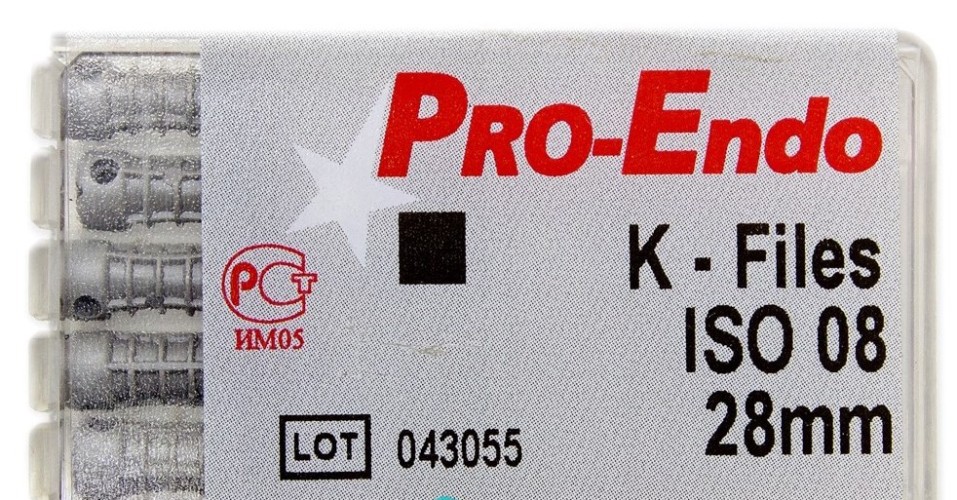 PRO-Endo
K - Files
РСТ
ISO 08
ИМ05
28mm
LOT 043055